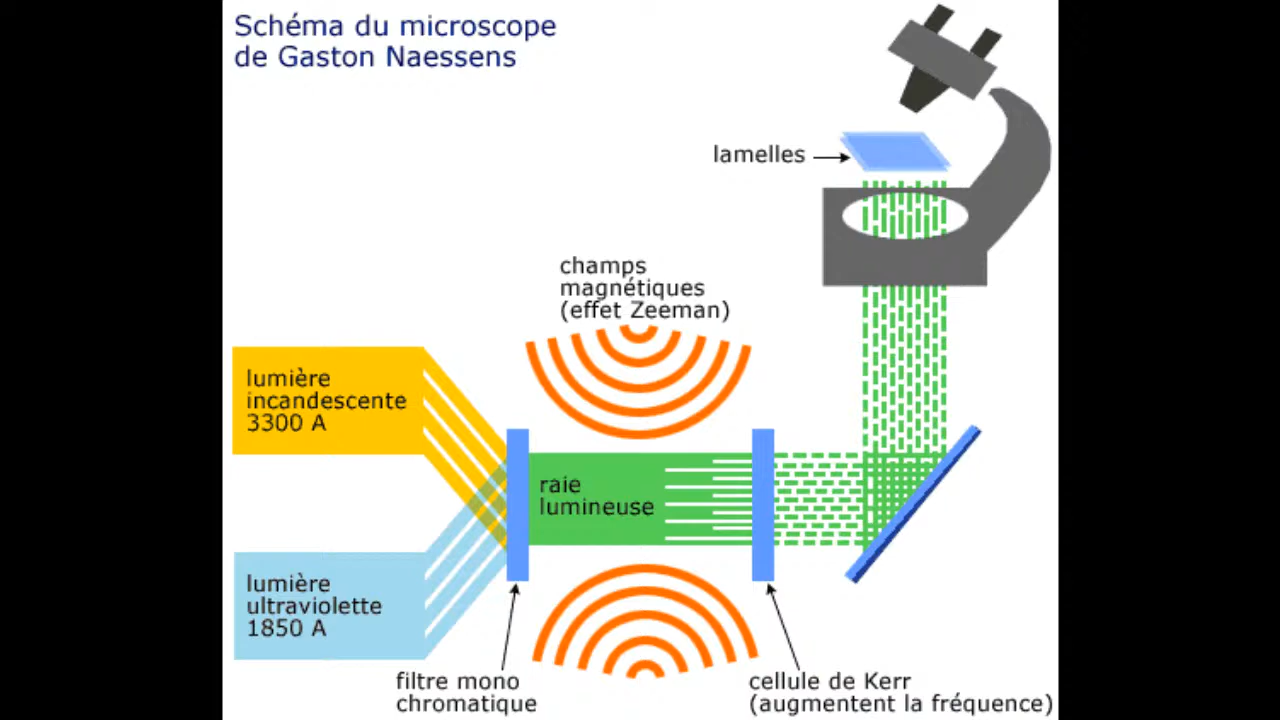 Schéma du microscope
de Gaston Naessens
lamelles
champs
magnétiques
(effet Zeeman)
lumière
incandescente
3300 A
raie
lumineuse
lumière
ultraviolette
1850 A
filtre mono
chromatique
cellule de Kerr
(augmentent la fréquence)